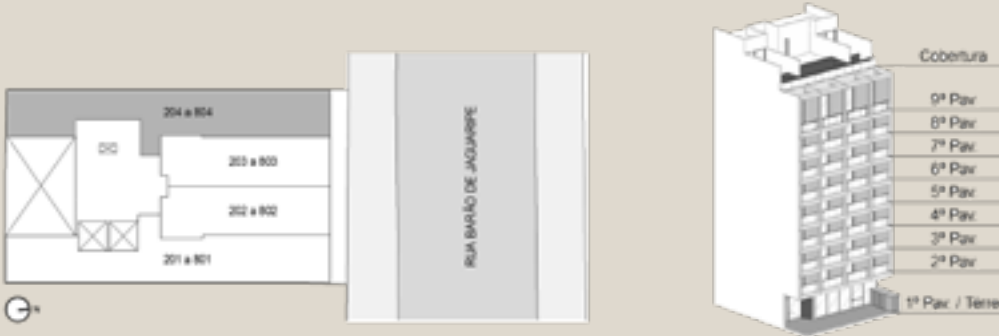 204 a 804
203 a 803
202 a 802
201 a 801
N
RUA BARÃO DE JAGUARIPE
Cobertura
9º Pav
8º Pav
7º Pav
6º Pav
5º Pav
4º Pav
3º Pav
2º Pav
1º Pav. / Térre